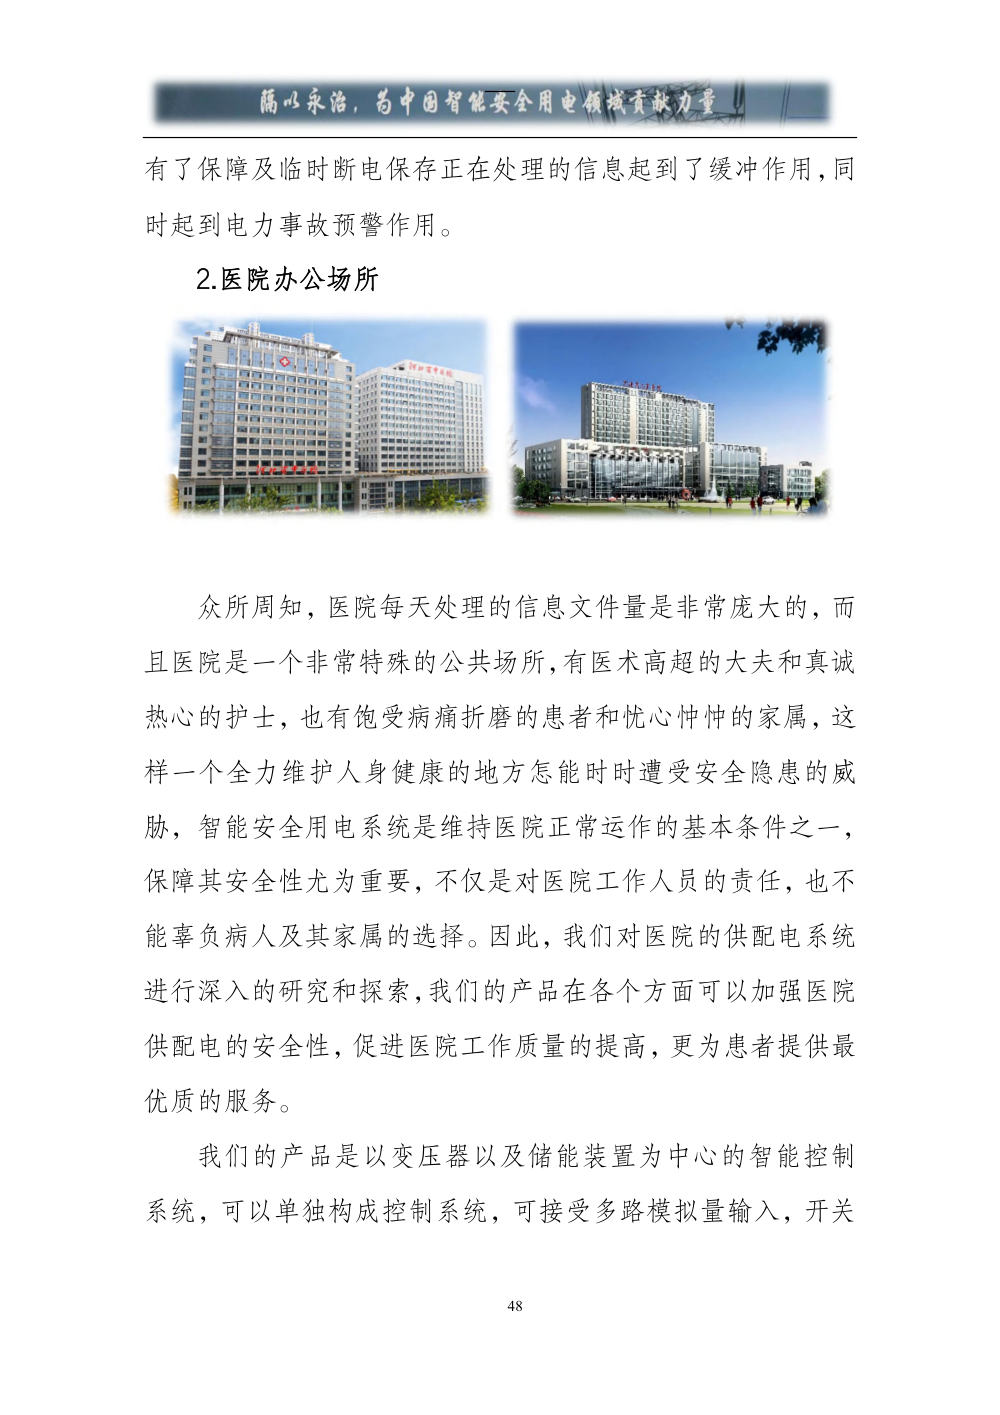 隔以永治，为中国智能安全用电领域贡献力量
有了保障及临时断电保存正在处理的信息起到了缓冲作用，同
时起到电力事故预警作用。
2.医院办公场所
河北省中医院
河北省中医院
众所周知，医院每天处理的信息文件量是非常庞大的，而
且医院是一个非常特殊的公共场所，有医术高超的大夫和真诚
热心的护士，也有饱受病痛折磨的患者和忧心忡忡的家属，这
样一个全力维护人身健康的地方怎能时时遭受安全隐患的威
胁，智能安全用电系统是维持医院正常运作的基本条件之一，
保障其安全性尤为重要，不仅是对医院工作人员的责任，也不
能辜负病人及其家属的选择。因此，我们对医院的供配电系统
进行深入的研究和探索，我们的产品在各个方面可以加强医院
供配电的安全性，促进医院工作质量的提高，更为患者提供最
优质的服务。
我们的产品是以变压器以及储能装置为中心的智能控制
系统，可以单独构成控制系统，可接受多路模拟量输入，开关
48